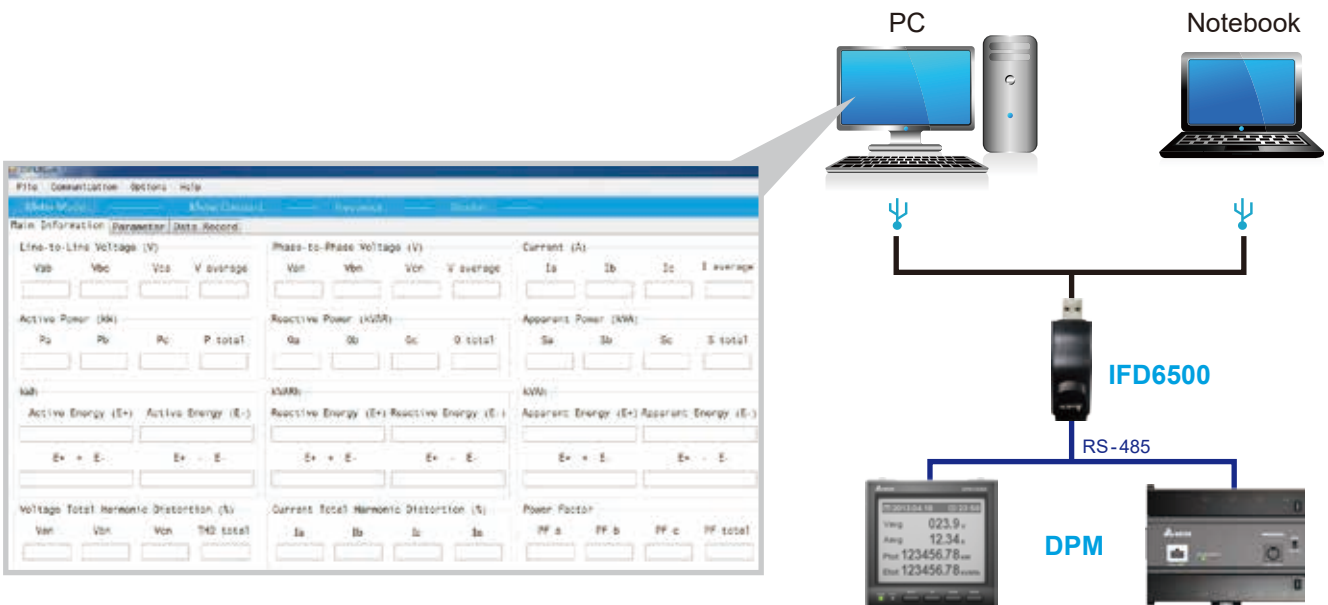 PC
Notebook
File Communication Options Help
Main Information Parameter Data Record
Line-to-Line Voltage (V)
Vab Vbc Vca V average
Phase-to-Phase Voltage (V)
Van Vbn Vcn V average
Current (A)
Ia Ib Ic I average
Active Power (kW)
Pa Pb Pc P total
Reactive Power (kVAR)
Qa Qb Qc Q total
Apparent Power (kVA)
Sa Sb Sc S total
kWh
Active Energy (E+) Active Energy (E-)
E+ + E- E+ - E-
kVARh
Reactive Energy (E+) Reactive Energy (E-)
E+ + E- E+ - E-
kVAh
Apparent Energy (E+) Apparent Energy (E-)
E+ + E- E+ - E-
Voltage Total Harmonic Distortion (%)
Van Vbn Vcn THD total
Current Total Harmonic Distortion (%)
Ia Ib Ic In
Power Factor
PF a PF b PF c PF total
IFD6500
RS-485
DPM
Vavg 023.9 v
Aavg 12.34 A
Ptot 123456.78 kW
Etot 123456.78